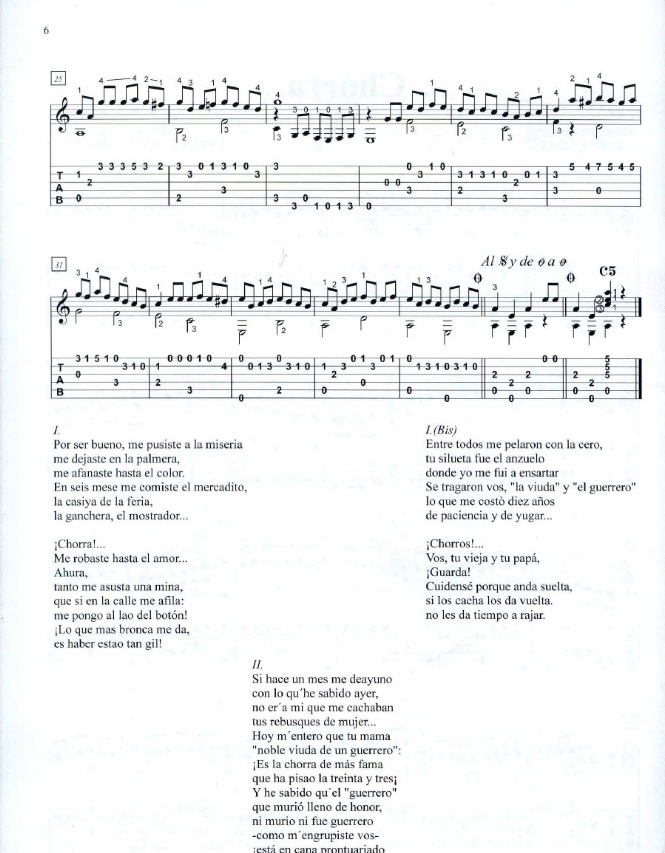 6
25
31
Al 𝄋 y de 𝄌 a 𝄌
C5
I.
Por ser bueno, me pusiste a la miseria
me dejaste en la palmera,
me afanaste hasta el color.
En seis mese me comiste el mercadito,
la casiya de la feria,
la ganchera, el mostrador...
¡Chorra!...
Me robaste hasta el amor...
Ahura,
tanto me asusta una mina,
que si en la calle me afila:
me pongo al lao del botón!
¡Lo que mas bronca me da,
es haber estao tan gil!
I.(Bis)
Entre todos me pelaron con la cero,
tu silueta fue el anzuelo
donde yo me fui a ensartar
Se tragaron vos, "la viuda" y "el guerrero"
lo que me costò diez años
de paciencia y de yugar...
¡Chorros!...
Vos, tu vieja y tu papá,
¡Guarda!
Cuidensé porque anda suelta,
si los cacha los da vuelta.
no les da tiempo a rajar.
II.
Si hace un mes me deayuno
con lo qu´he sabido ayer,
no er´a mi que me cachaban
tus rebusques de mujer...
Hoy m´entero que tu mama
"noble viuda de un guerrero":
¡Es la chorra de más fama
que ha pisao la treinta y tres¡
Y he sabido qu´el "guerrero"
que murió lleno de honor,
ni murio ni fue guerrero
-como m´engrupiste vos-
¡está en cana prontuariado